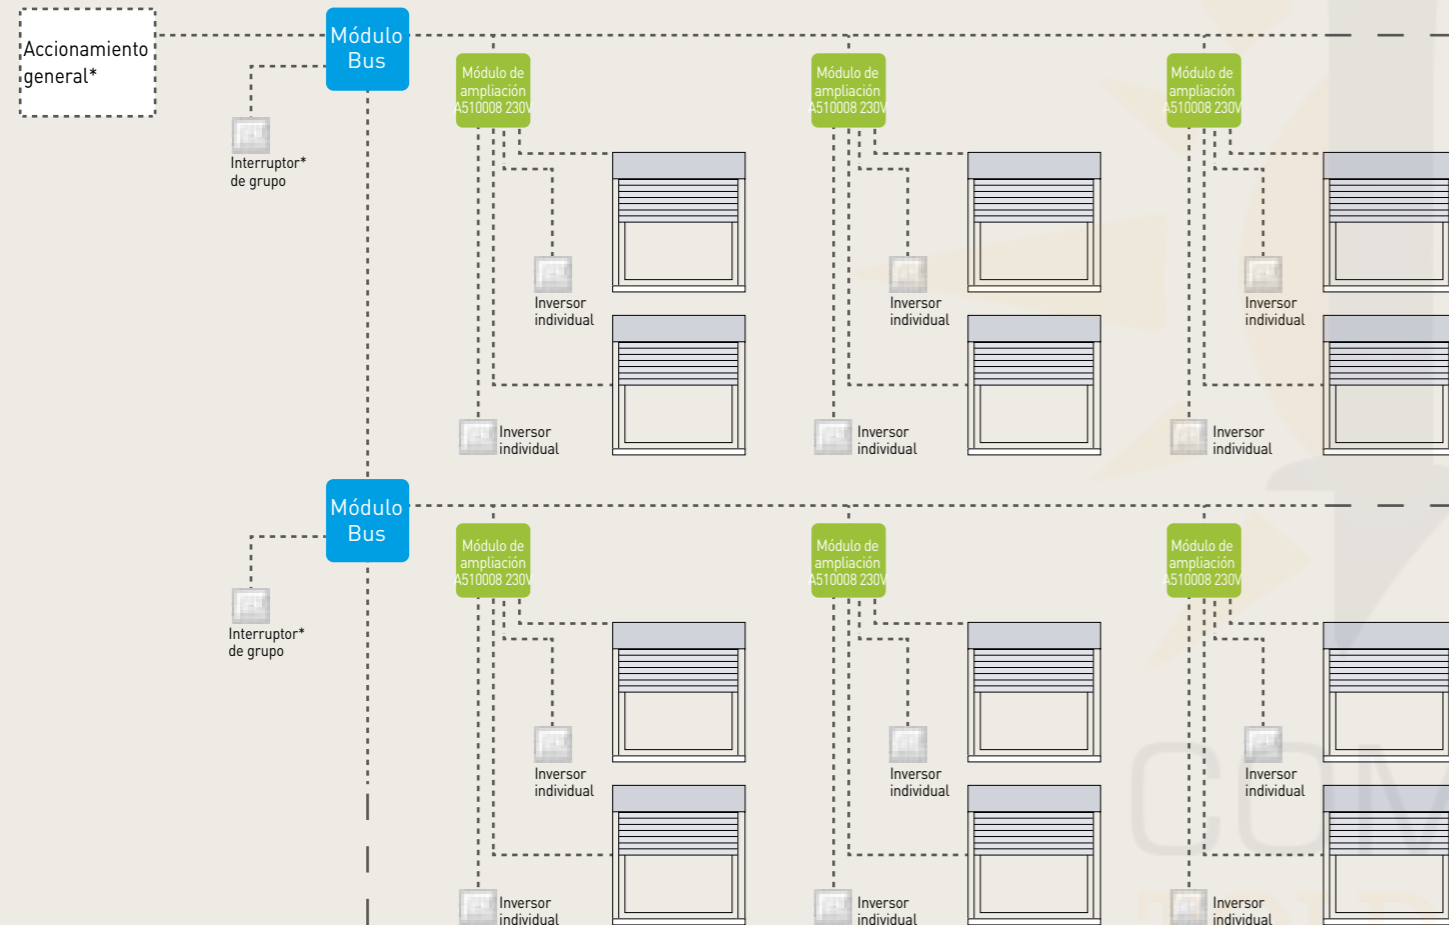 Accionamiento
general*
Módulo
Bus
Interruptor*
de grupo
Módulo de
ampliación
A510008 230V
Módulo de
ampliación
A510008 230V
Módulo de
ampliación
A510008 230V
Inversor
individual
Inversor
individual
Inversor
individual
Inversor
individual
Inversor
individual
Inversor
individual
Módulo
Bus
Interruptor*
de grupo
Módulo de
ampliación
A510008 230V
Módulo de
ampliación
A510008 230V
Módulo de
ampliación
A510008 230V
Inversor
individual
Inversor
individual
Inversor
individual
Inversor
individual
Inversor
individual
Inversor
individual